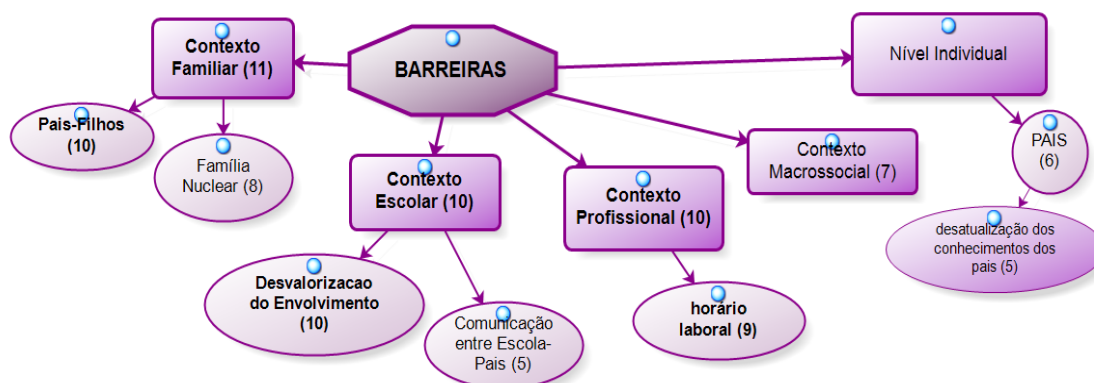 BARREIRAS
Contexto
Familiar (11)
Pais-Filhos
(10)
Família
Nuclear (8)
Contexto
Escolar (10)
Desvalorizacao
do Envolvimento
(10)
Comunicação
entre Escola-
Pais (5)
Contexto
Profissional (10)
horário
laboral (9)
Contexto
Macrossocial (7)
Nível Individual
PAIS
(6)
desatualização dos
conhecimentos dos
pais (5)